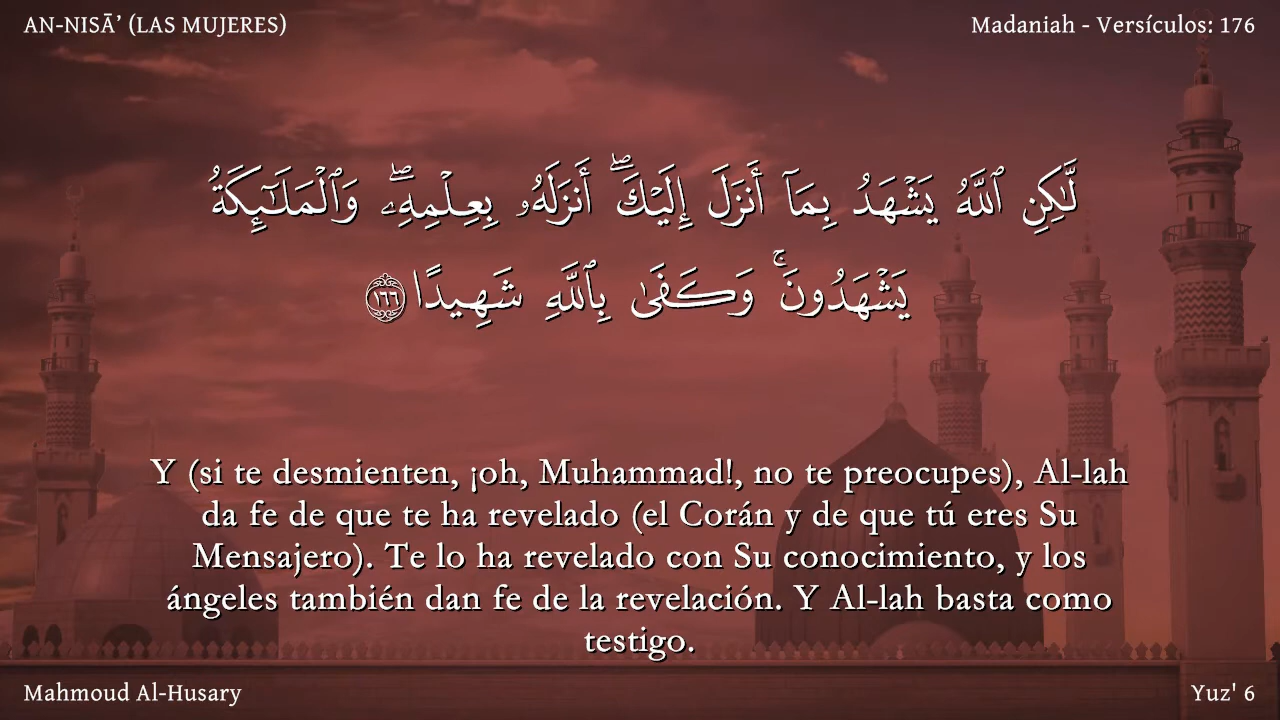 AN-NISĀ’ (LAS MUJERES)
Madaniah - Versículos: 176
لَّـٰكِنِ ٱللَّهُ يَشْهَدُ بِمَآ أَنزَلَ إِلَيْكَ ۖ أَنزَلَهُۥ بِعِلْمِهِۦ ۖ وَٱلْمَلَـٰٓئِكَةُ
يَشْهَدُونَ ۚ وَكَفَىٰ بِٱللَّهِ شَهِيدًا ١٦٦
Y (si te desmienten, ¡oh, Muhammad!, no te preocupes), Al-lah
da fe de que te ha revelado (el Corán y de que tú eres Su
Mensajero). Te lo ha revelado con Su conocimiento, y los
ángeles también dan fe de la revelación. Y Al-lah basta como
testigo.
Mahmoud Al-Husary
Yuz' 6